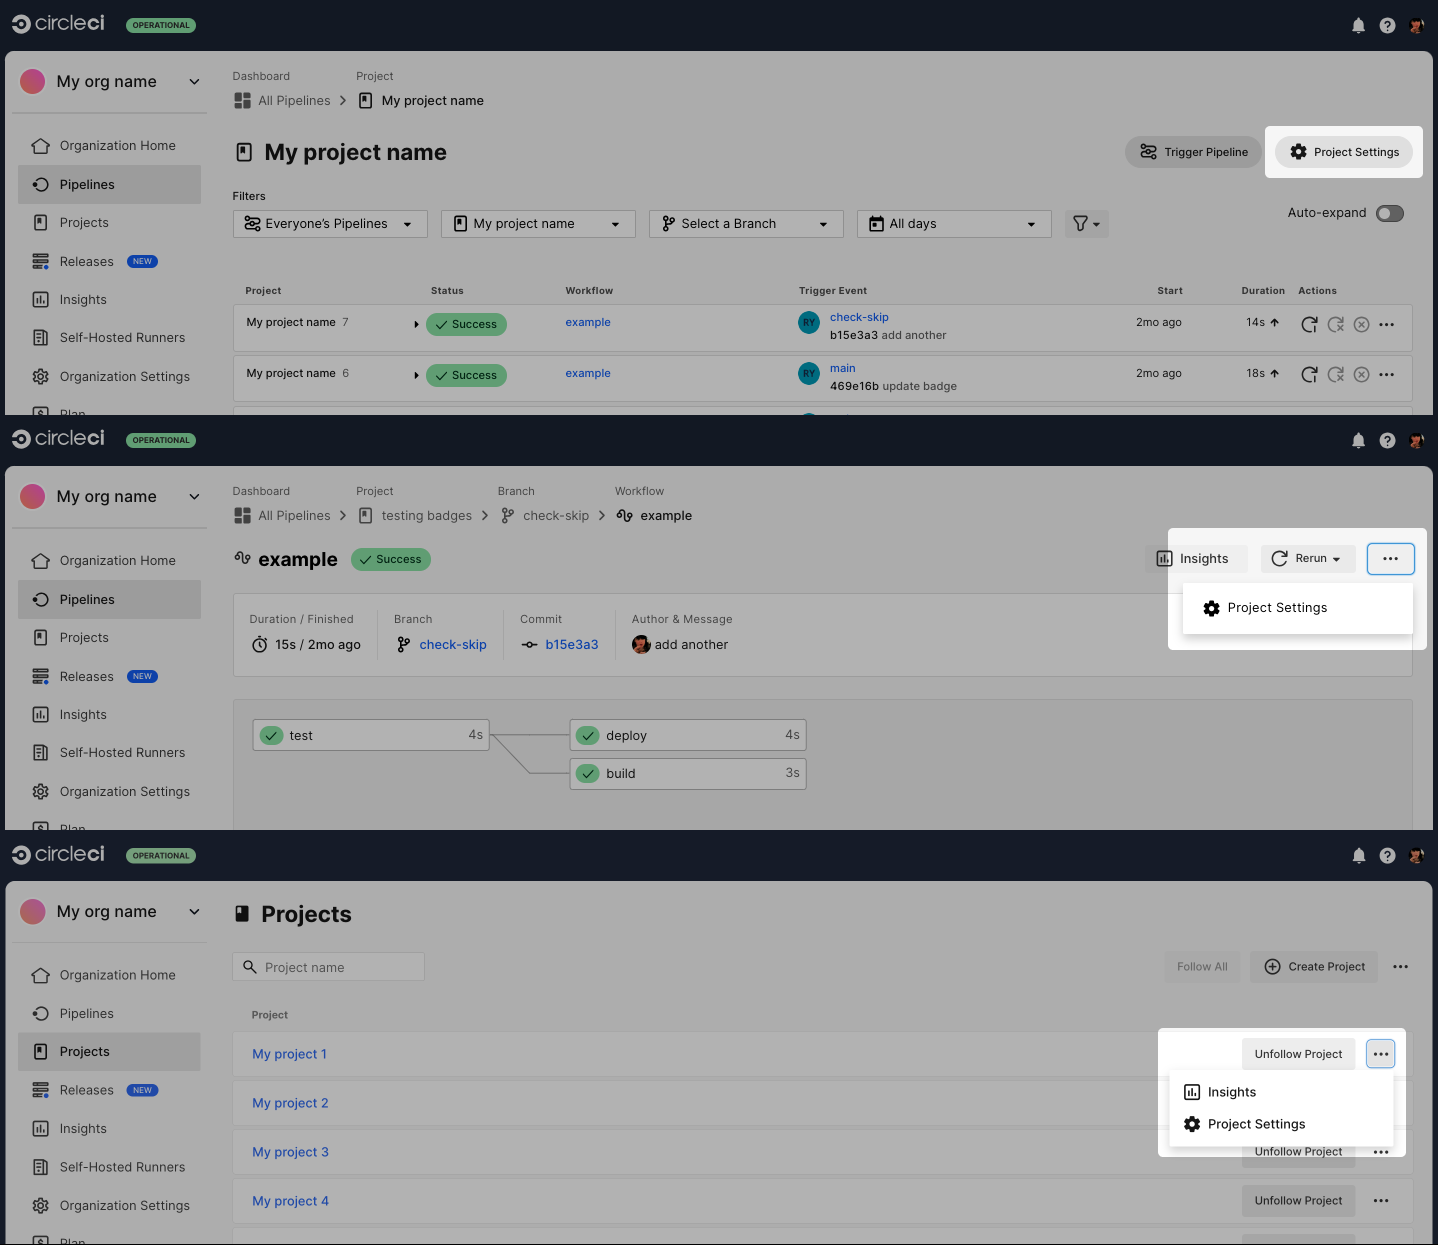 circleci OPERATIONAL
My org name
Dashboard Project
All Pipelines My project name
Organization Home
Pipelines
Projects
Releases NEW
Insights
Self-Hosted Runners
Organization Settings
Plan
My project name
Trigger Pipeline Project Settings
Filters
Everyone's Pipelines My project name Select a Branch All days
Auto-expand
Project Status Workflow Trigger Event Start Duration Actions
My project name 7 Success example RY check-skip 2mo ago 14s
b15e3a3 add another
My project name 6 Success example RY main 2mo ago 18s
469e16b update badge
circleci OPERATIONAL
My org name
Dashboard Project Branch Workflow
All Pipelines testing badges check-skip example
Organization Home
Pipelines
Projects
Releases NEW
Insights
Self-Hosted Runners
Organization Settings
Plan
example Success
Insights Rerun
Project Settings
Duration / Finished Branch Commit Author & Message
15s / 2mo ago check-skip b15e3a3 add another
test 4s deploy 4s
build 3s
circleci OPERATIONAL
My org name
Organization Home
Pipelines
Projects
Releases NEW
Insights
Self-Hosted Runners
Organization Settings
Plan
Projects
Project name Follow All Create Project
Project
My project 1 Unfollow Project
Insights
Project Settings
My project 2
My project 3 Unfollow Project
My project 4 Unfollow Project